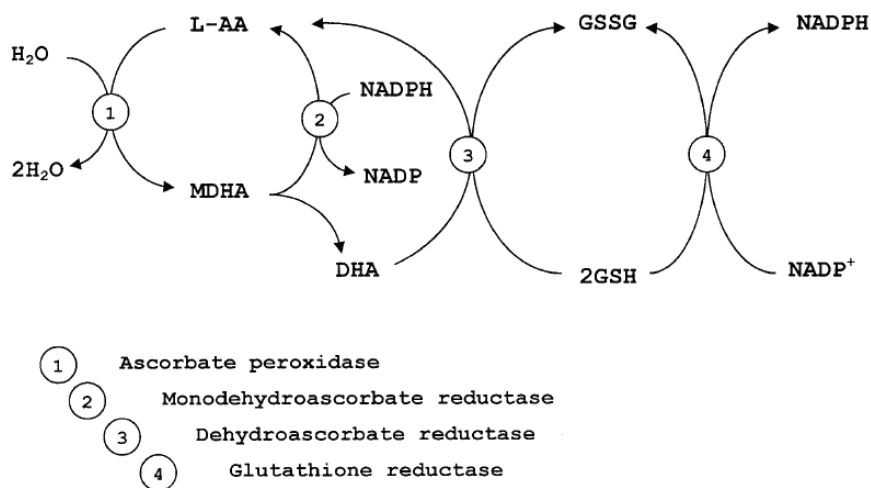 L-AA GSSG NADPH
H₂O
NADPH
1 2
3 4
2H₂O NADP
MDHA
DHA 2GSH NADP⁺
1 Ascorbate peroxidase
2 Monodehydroascorbate reductase
3 Dehydroascorbate reductase
4 Glutathione reductase